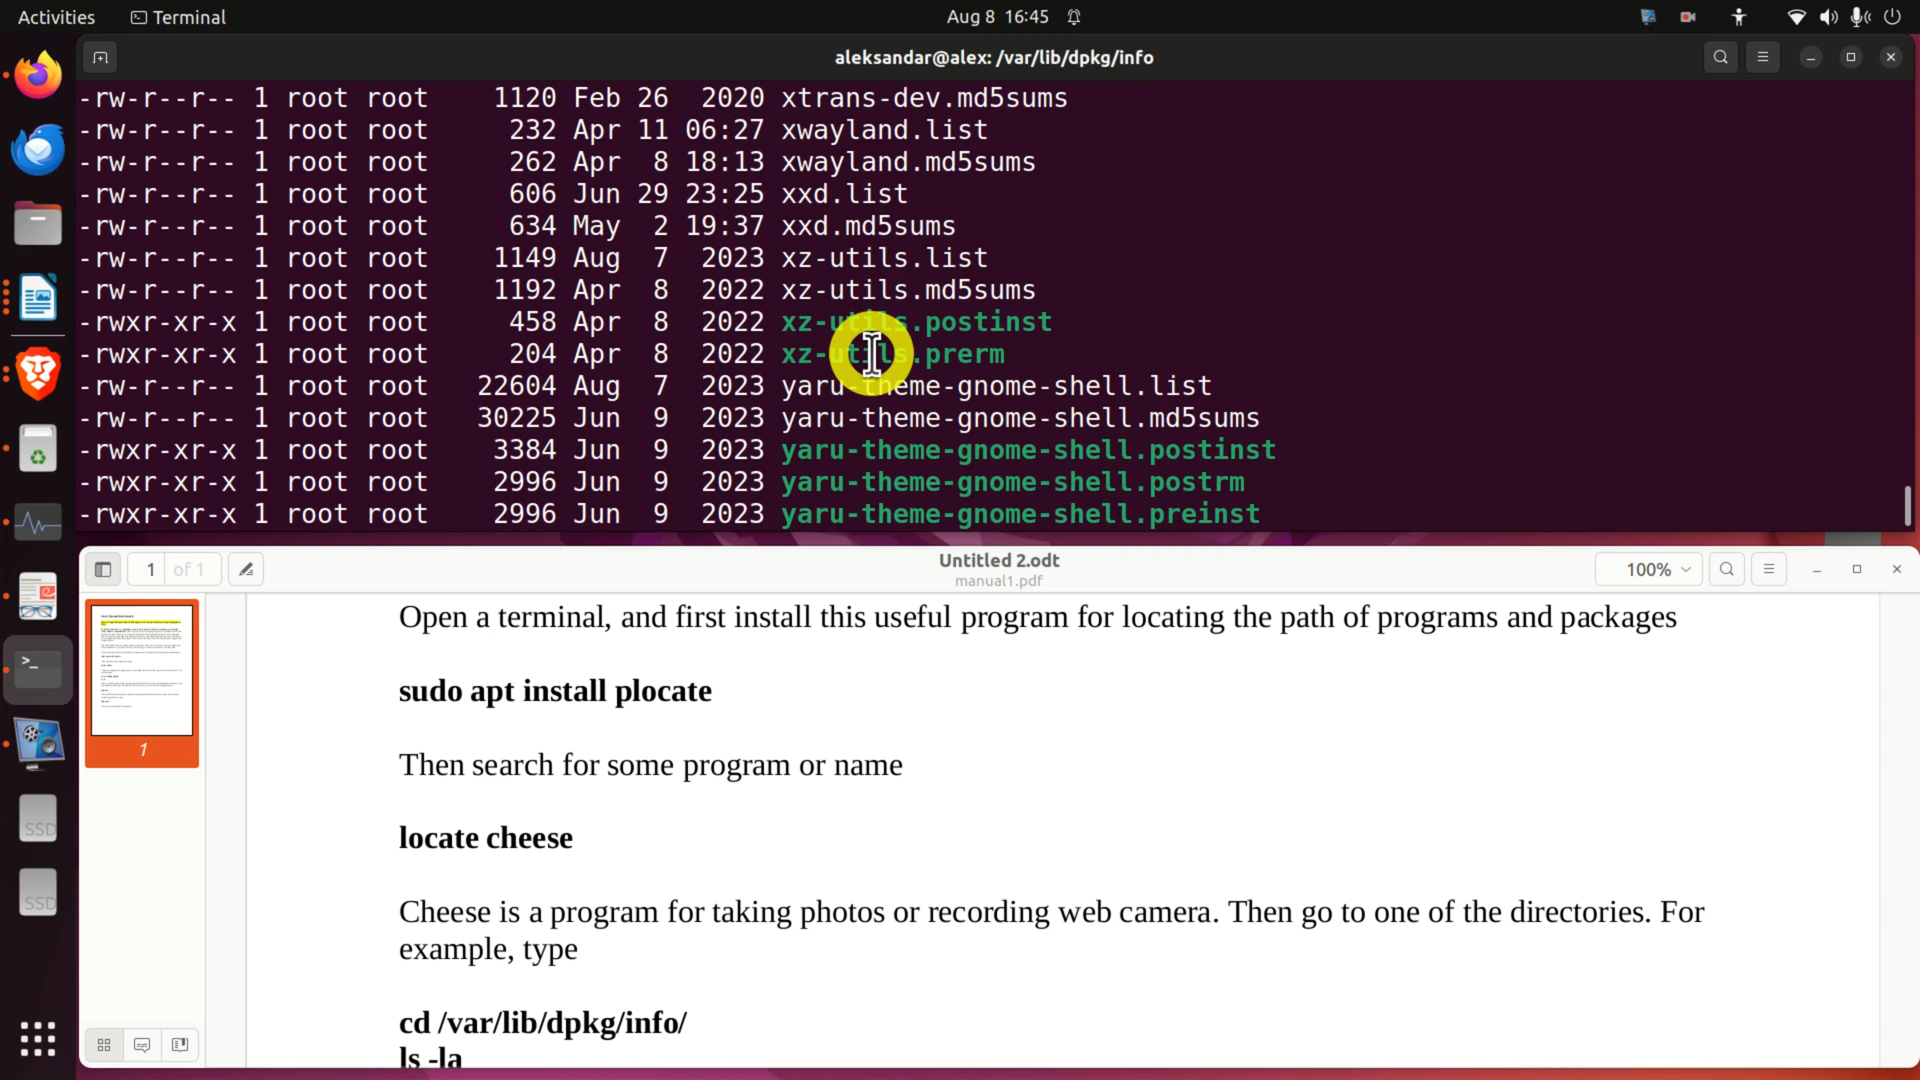 Activities Terminal Aug 8 16:45
aleksandar@alex: /var/lib/dpkg/info
-rw-r--r-- 1 root root 1120 Feb 26 2020 xtrans-dev.md5sums
-rw-r--r-- 1 root root 232 Apr 11 06:27 xwayland.list
-rw-r--r-- 1 root root 262 Apr 8 18:13 xwayland.md5sums
-rw-r--r-- 1 root root 606 Jun 29 23:25 xxd.list
-rw-r--r-- 1 root root 634 May 2 19:37 xxd.md5sums
-rw-r--r-- 1 root root 1149 Aug 7 2023 xz-utils.list
-rw-r--r-- 1 root root 1192 Apr 8 2022 xz-utils.md5sums
-rwxr-xr-x 1 root root 458 Apr 8 2022 xz-utils.postinst
-rwxr-xr-x 1 root root 204 Apr 8 2022 xz-utils.prerm
-rw-r--r-- 1 root root 22604 Aug 7 2023 yaru-theme-gnome-shell.list
-rw-r--r-- 1 root root 30225 Jun 9 2023 yaru-theme-gnome-shell.md5sums
-rwxr-xr-x 1 root root 3384 Jun 9 2023 yaru-theme-gnome-shell.postinst
-rwxr-xr-x 1 root root 2996 Jun 9 2023 yaru-theme-gnome-shell.postrm
-rwxr-xr-x 1 root root 2996 Jun 9 2023 yaru-theme-gnome-shell.preinst
1 of 1 Untitled 2.odt 100%
manual1.pdf
Open a terminal, and first install this useful program for locating the path of programs and packages
sudo apt install plocate
Then search for some program or name
locate cheese
Cheese is a program for taking photos or recording web camera. Then go to one of the directories. For
example, type
cd /var/lib/dpkg/info/
ls -la
1
SSD
SSD